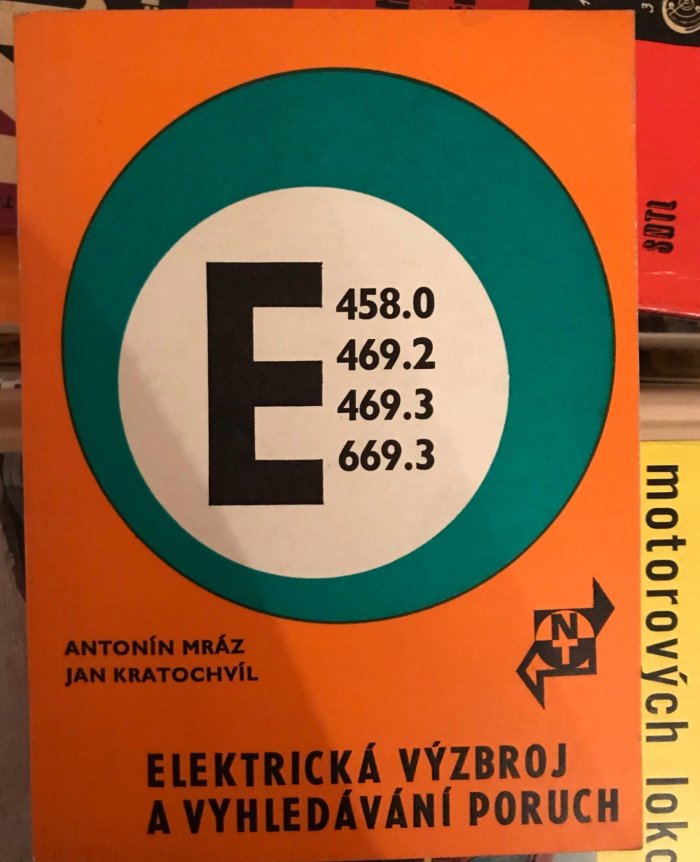 E
458.0
469.2
469.3
669.3
ANTONÍN MRÁZ
JAN KRATOCHVÍL
NT
ELEKTRICKÁ VÝZBROJ
A VYHLEDÁVÁNÍ PORUCH
SNTL
motorových loko